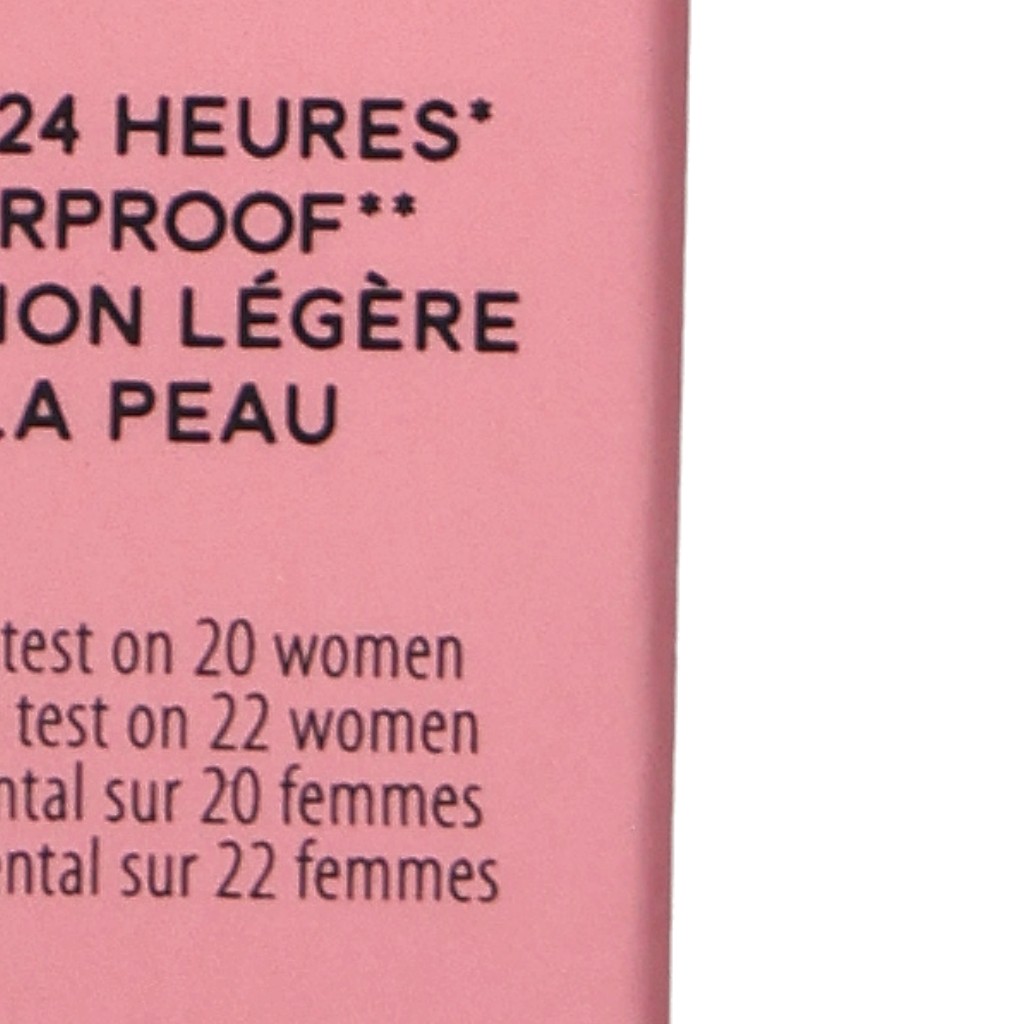 24 HEURES*
RPROOF**
ION LÉGÈRE
LA PEAU
test on 20 women
test on 22 women
ntal sur 20 femmes
ental sur 22 femmes